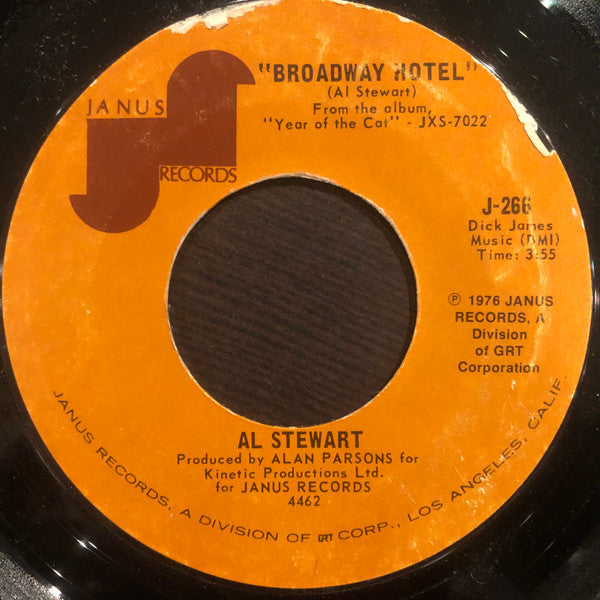 JANUS
RECORDS
"BROADWAY HOTEL"
(Al Stewart)
From the album,
"Year of the Cat" - JXS-7022
J-266
Dick James
Music (BMI)
Time: 3:55
℗ 1976 JANUS
RECORDS, A
Division
of GRT
Corporation
AL STEWART
Produced by ALAN PARSONS for
Kinetic Productions Ltd.
for JANUS RECORDS
4462
JANUS RECORDS, A DIVISION OF GRT CORP., LOS ANGELES, CALIF.